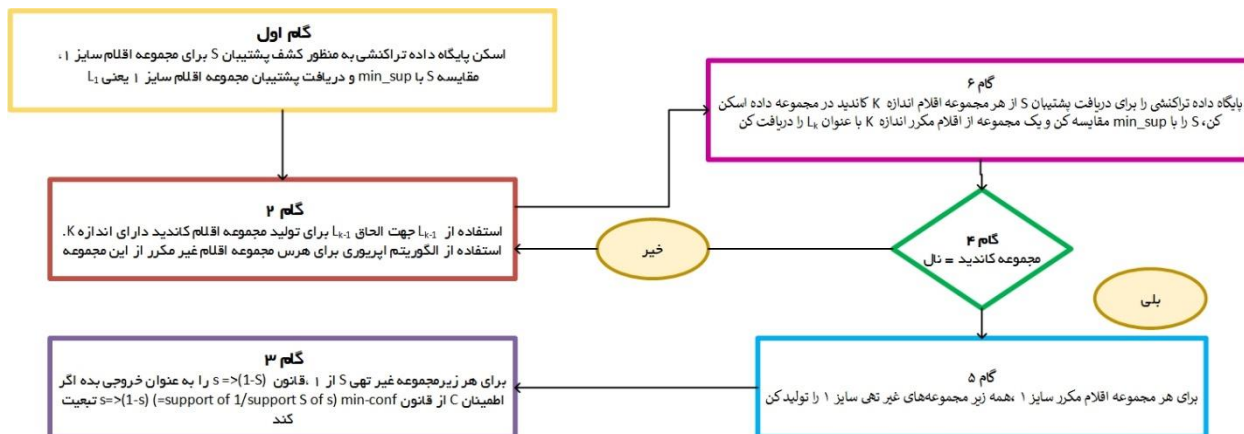 گام اول
اسکن پایگاه داده تراکنشی به منظور کشف پشتیبان S برای مجموعه اقلام سایز ۱،
مقایسه S با min_sup و دریافت پشتیبان مجموعه اقلام سایز ۱ یعنی L1
گام ۶
پایگاه داده تراکنشی را برای دریافت پشتیبان S از هر مجموعه اقلام اندازه K کاندید در مجموعه داده اسکن
کن، S را با min_sup مقایسه کن و یک مجموعه از اقلام مکرر اندازه K با عنوان Lk را دریافت کن
گام ۲
استفاده از Lk-1 جهت الحاق Lk-1 برای تولید مجموعه اقلام کاندید دارای اندازه K.
استفاده از الگوریتم اپریوری برای هرس مجموعه اقلام غیر مکرر از این مجموعه
خیر
گام ۴
مجموعه کاندید = نال
بلی
گام ۳
برای هر زیرمجموعه غیر تهی S از ۱ ،قانون s=>(1-S) را به عنوان خروجی بده اگر
اطمینان C از قانون s=>(1-s) (=support of 1/support S of s) min-conf تبعیت
کند
گام ۵
برای هر مجموعه اقلام مکرر سایز ۱ ،همه زیر مجموعه‌های غیر تهی سایز ۱ را تولید کن